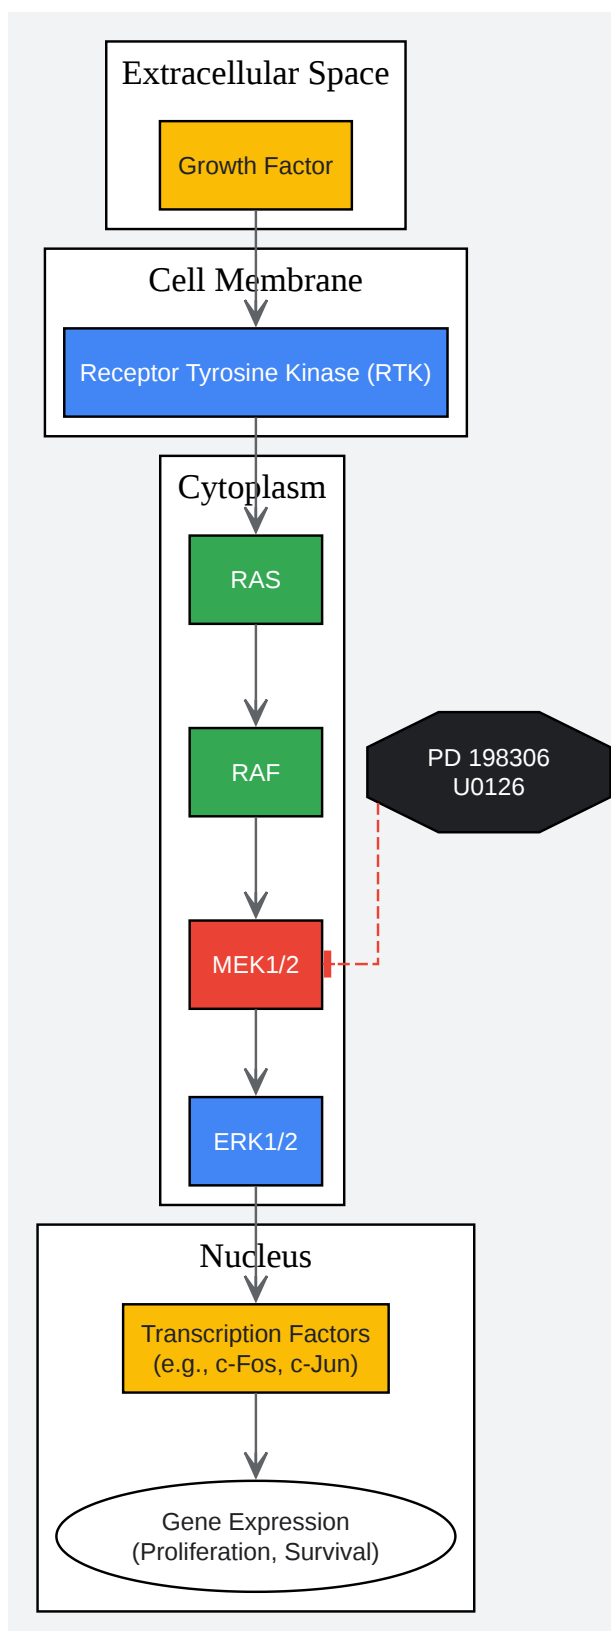 Extracellular Space
Growth Factor
Cell Membrane
Receptor Tyrosine Kinase (RTK)
Cytoplasm
RAS
RAF
PD 198306
U0126
MEK1/2
ERK1/2
Nucleus
Transcription Factors
(e.g., c-Fos, c-Jun)
Gene Expression
(Proliferation, Survival)